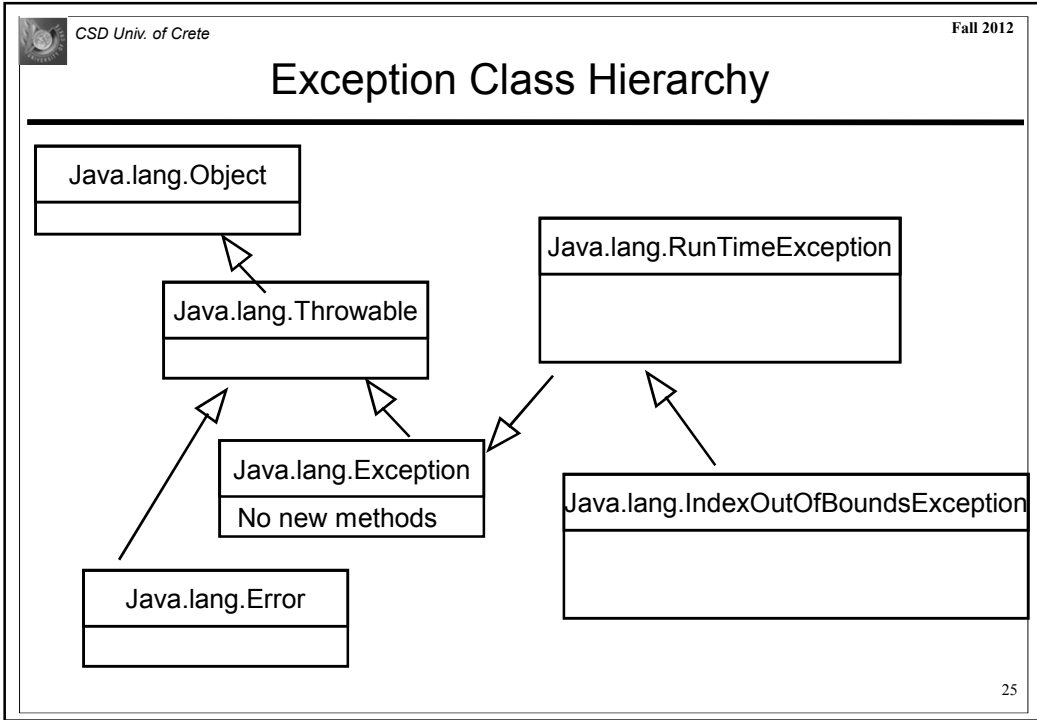 CSD Univ. of Crete
Fall 2012
Exception Class Hierarchy
Java.lang.Object
Java.lang.RunTimeException
Java.lang.Throwable
Java.lang.Exception
No new methods
Java.lang.IndexOutOfBoundsException
Java.lang.Error
25